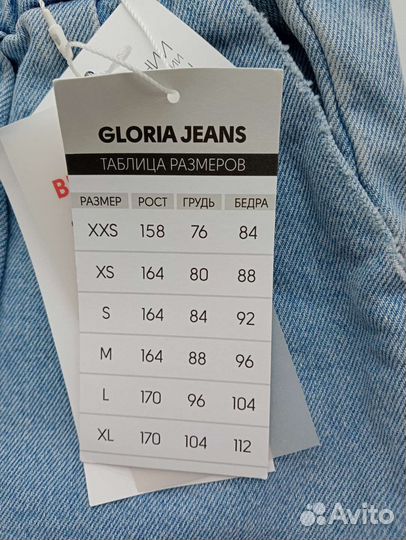 GLORIA JEANS
ТАБЛИЦА РАЗМЕРОВ
РАЗМЕР РОСТ ГРУДЬ БЕДРА
XXS 158 76 84
XS 164 80 88
S 164 84 92
M 164 88 96
L 170 96 104
XL 170 104 112
Avito